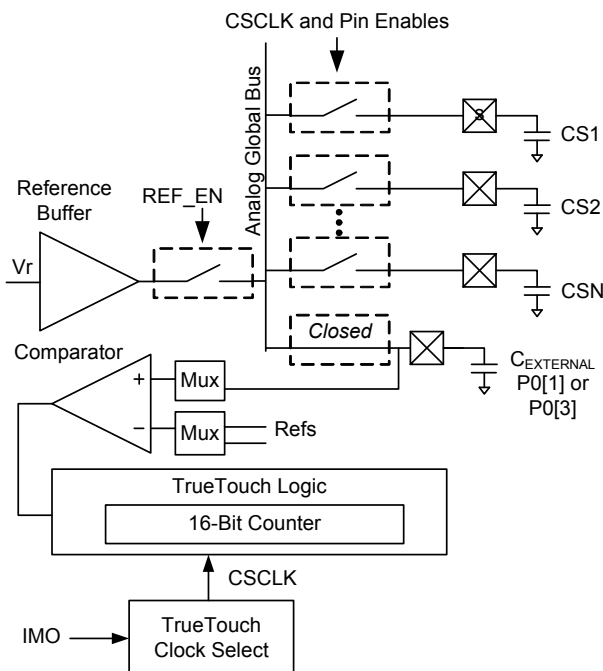 CSCLK and Pin Enables
Analog Global Bus
S
CS1
Reference
Buffer
REF_EN
CS2
Vr
CSN
Closed
Comparator
CEXTERNAL
P0[1] or
P0[3]
+
Mux
−
Mux
Refs
TrueTouch Logic
16-Bit Counter
CSCLK
IMO
TrueTouch
Clock Select